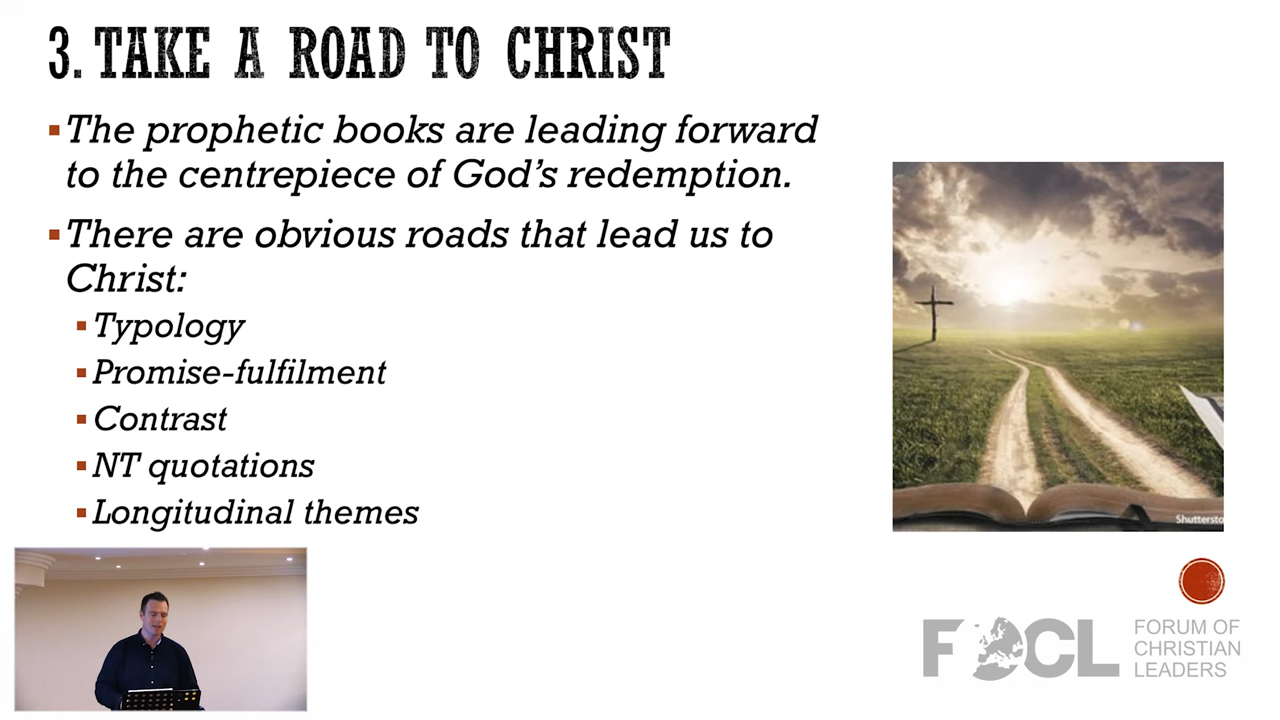 3. TAKE A ROAD TO CHRIST
▪The prophetic books are leading forward
to the centrepiece of God’s redemption.
▪There are obvious roads that lead us to
Christ:
▪Typology
▪Promise-fulfilment
▪Contrast
▪NT quotations
▪Longitudinal themes
Shuttersto
FOCL
FORUM OF
CHRISTIAN
LEADERS